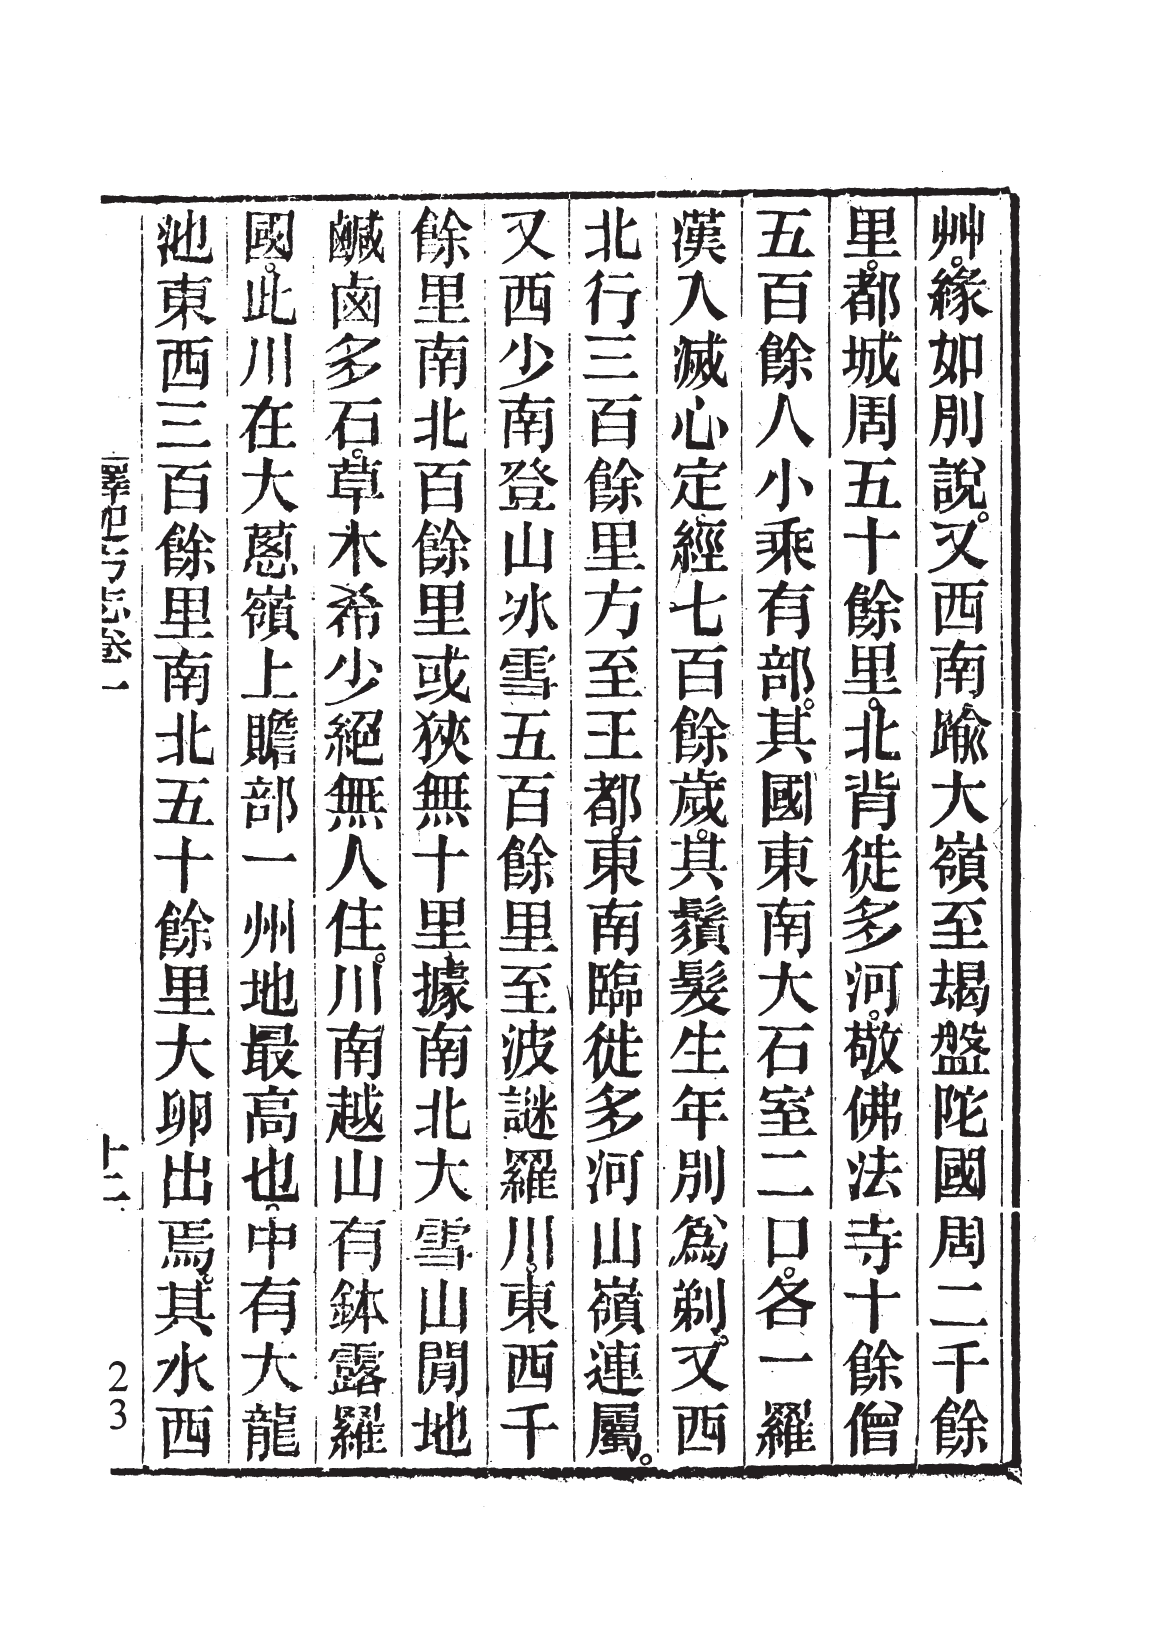 艸。緣如別說。又西南踰大嶺至朅盤陀國周二千餘
里。都城周五十餘里。北背徙多河。敬佛法寺十餘僧
五百餘人小乘有部。其國東南大石室二口。各一羅
漢入滅心定。經七百餘歲。其鬚髮生年別爲剃。又西
北行三百餘里方至王都。東南臨徙多河山嶺連屬。
又西少南登山冰雪五百餘里至波謎羅川。東西千
餘里南北百餘里或狹無十里據南北大雪山閒地
鹹鹵多石。草木希少絕無人住。川南越山有鉢露羅
國。此川在大蔥嶺上贍部一州地最高也。中有大龍
池東西三百餘里南北五十餘里大卵出焉。其水西
釋迦方志卷一
十二
23